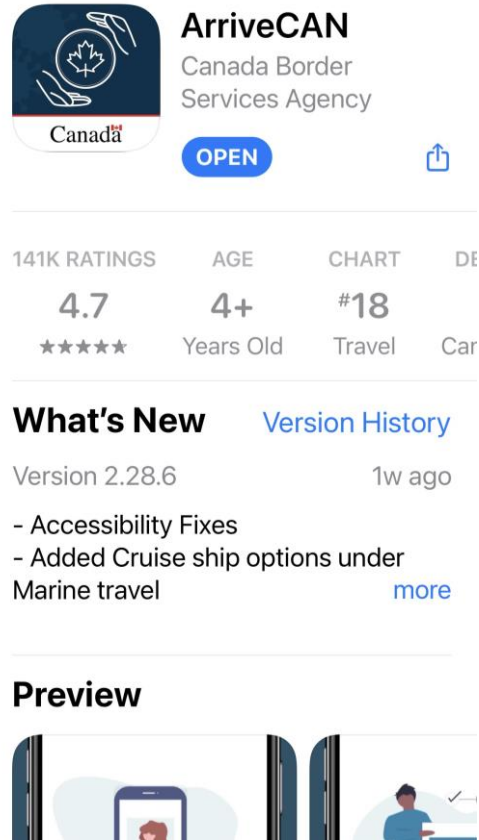 ArriveCAN
Canada Border
Services Agency
Canada
OPEN
141K RATINGS AGE CHART DE
4.7 4+ #18
Years Old Travel Can
What's New Version History
Version 2.28.6 1w ago
- Accessibility Fixes
- Added Cruise ship options under
Marine travel more
Preview